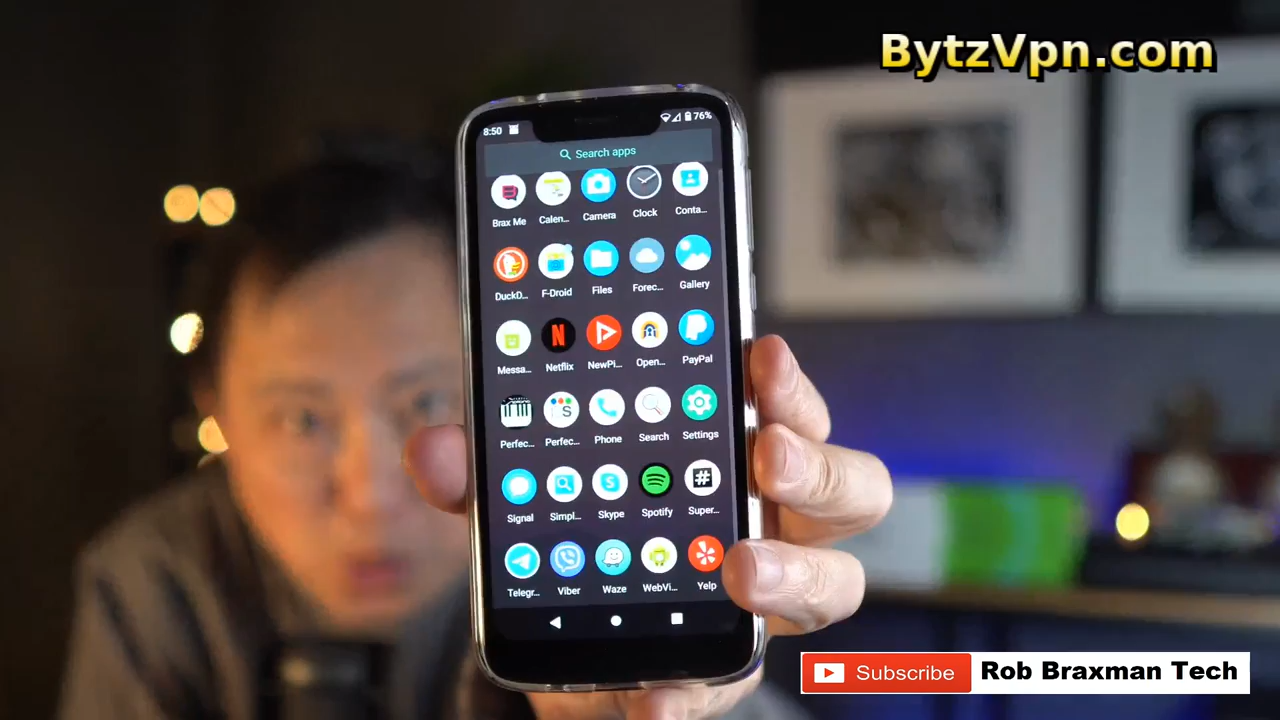 BytzVpn.com
8:50 76%
Search apps
Brax Me Calen... Camera Clock Conta...
DuckD... F-Droid Files Forec... Gallery
Messa... Netflix NewPi... Open... PayPal
Perfec... Perfec... Phone Search Settings
Signal Simpl... Skype Spotify Super...
Telegr... Viber Waze WebVi... Yelp
Subscribe Rob Braxman Tech